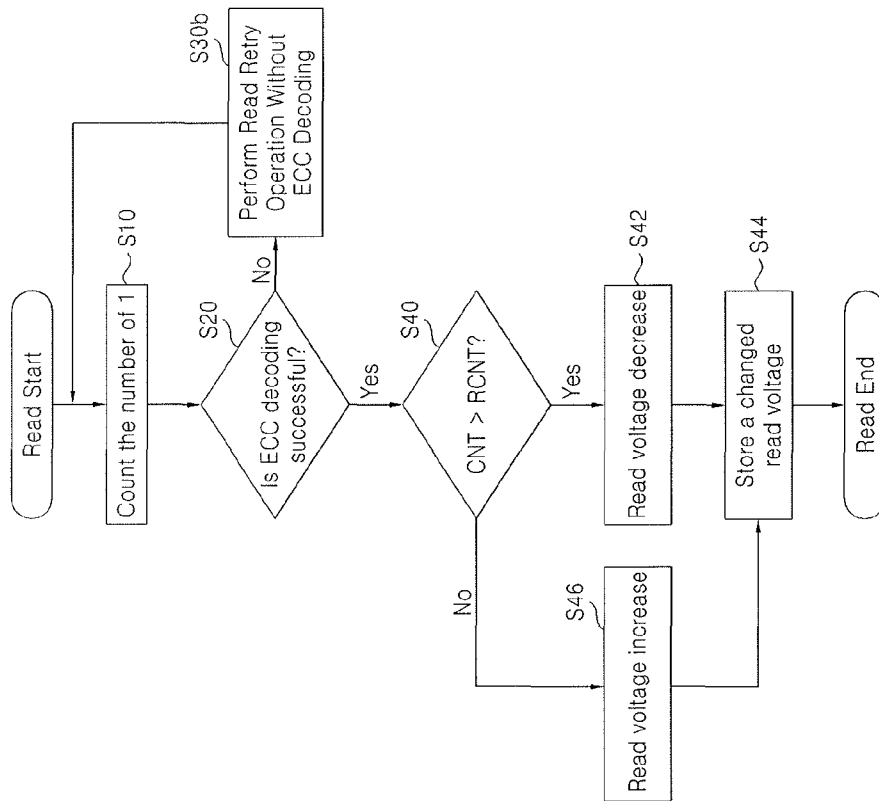 Read Start
S10
Count the number of 1
S20
Is ECC decoding
successful?
No
S30b
Perform Read Retry
Operation Without
ECC Decoding
Yes
S40
CNT > RCNT?
No
Yes
S46
Read voltage increase
S42
Read voltage decrease
S44
Store a changed
read voltage
Read End